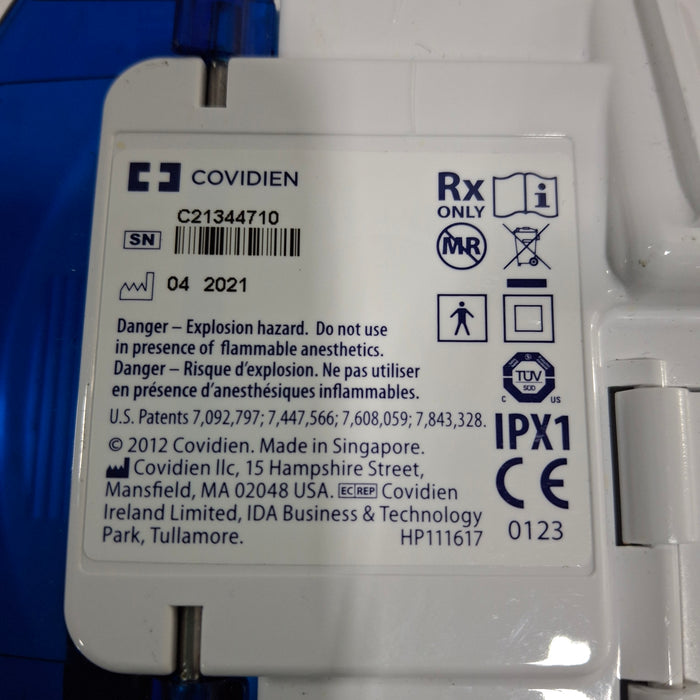 COVIDIEN
C21344710
SN
04 2021
Danger – Explosion hazard. Do not use
in presence of flammable anesthetics.
Danger – Risque d'explosion. Ne pas utiliser
en présence d'anesthésiques inflammables.
U.S. Patents 7,092,797; 7,447,566; 7,608,059; 7,843,328.
© 2012 Covidien. Made in Singapore.
Covidien llc, 15 Hampshire Street,
Mansfield, MA 02048 USA. EC REP Covidien
Ireland Limited, IDA Business & Technology
Park, Tullamore.
HP111617
Rx
ONLY
i
MR
TÜV
SÜD
C US
IPX1
CE
0123